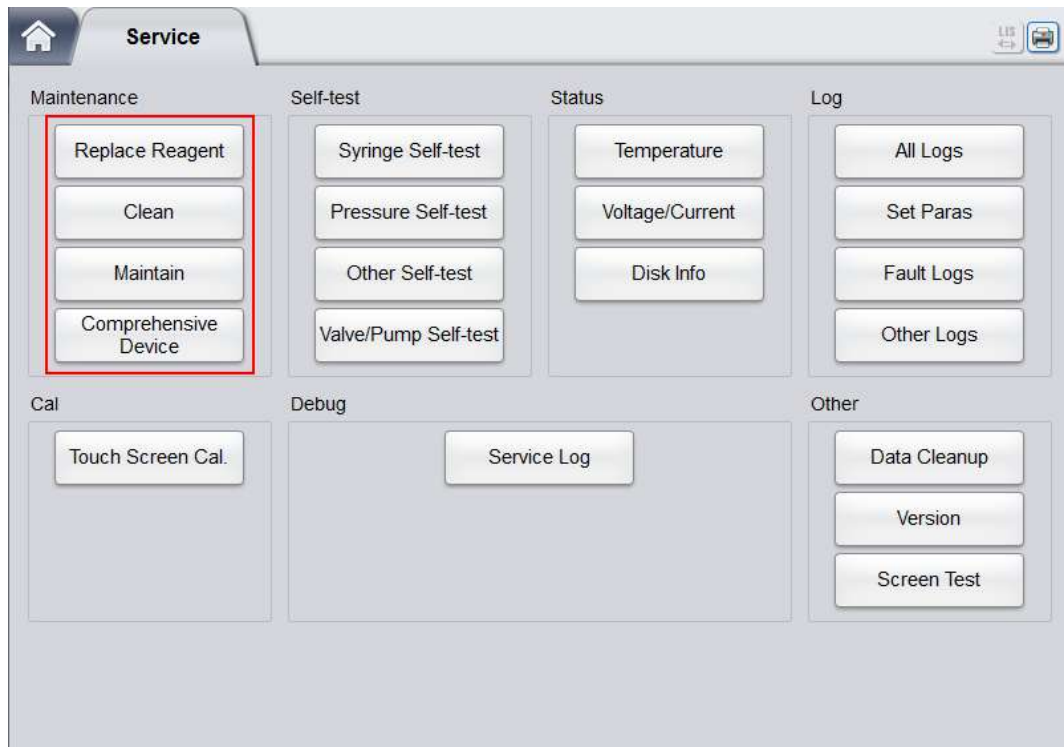 Service
LIS
Maintenance
Replace Reagent
Clean
Maintain
Comprehensive
Device
Self-test
Syringe Self-test
Pressure Self-test
Other Self-test
Valve/Pump Self-test
Status
Temperature
Voltage/Current
Disk Info
Log
All Logs
Set Paras
Fault Logs
Other Logs
Cal
Touch Screen Cal.
Debug
Service Log
Other
Data Cleanup
Version
Screen Test